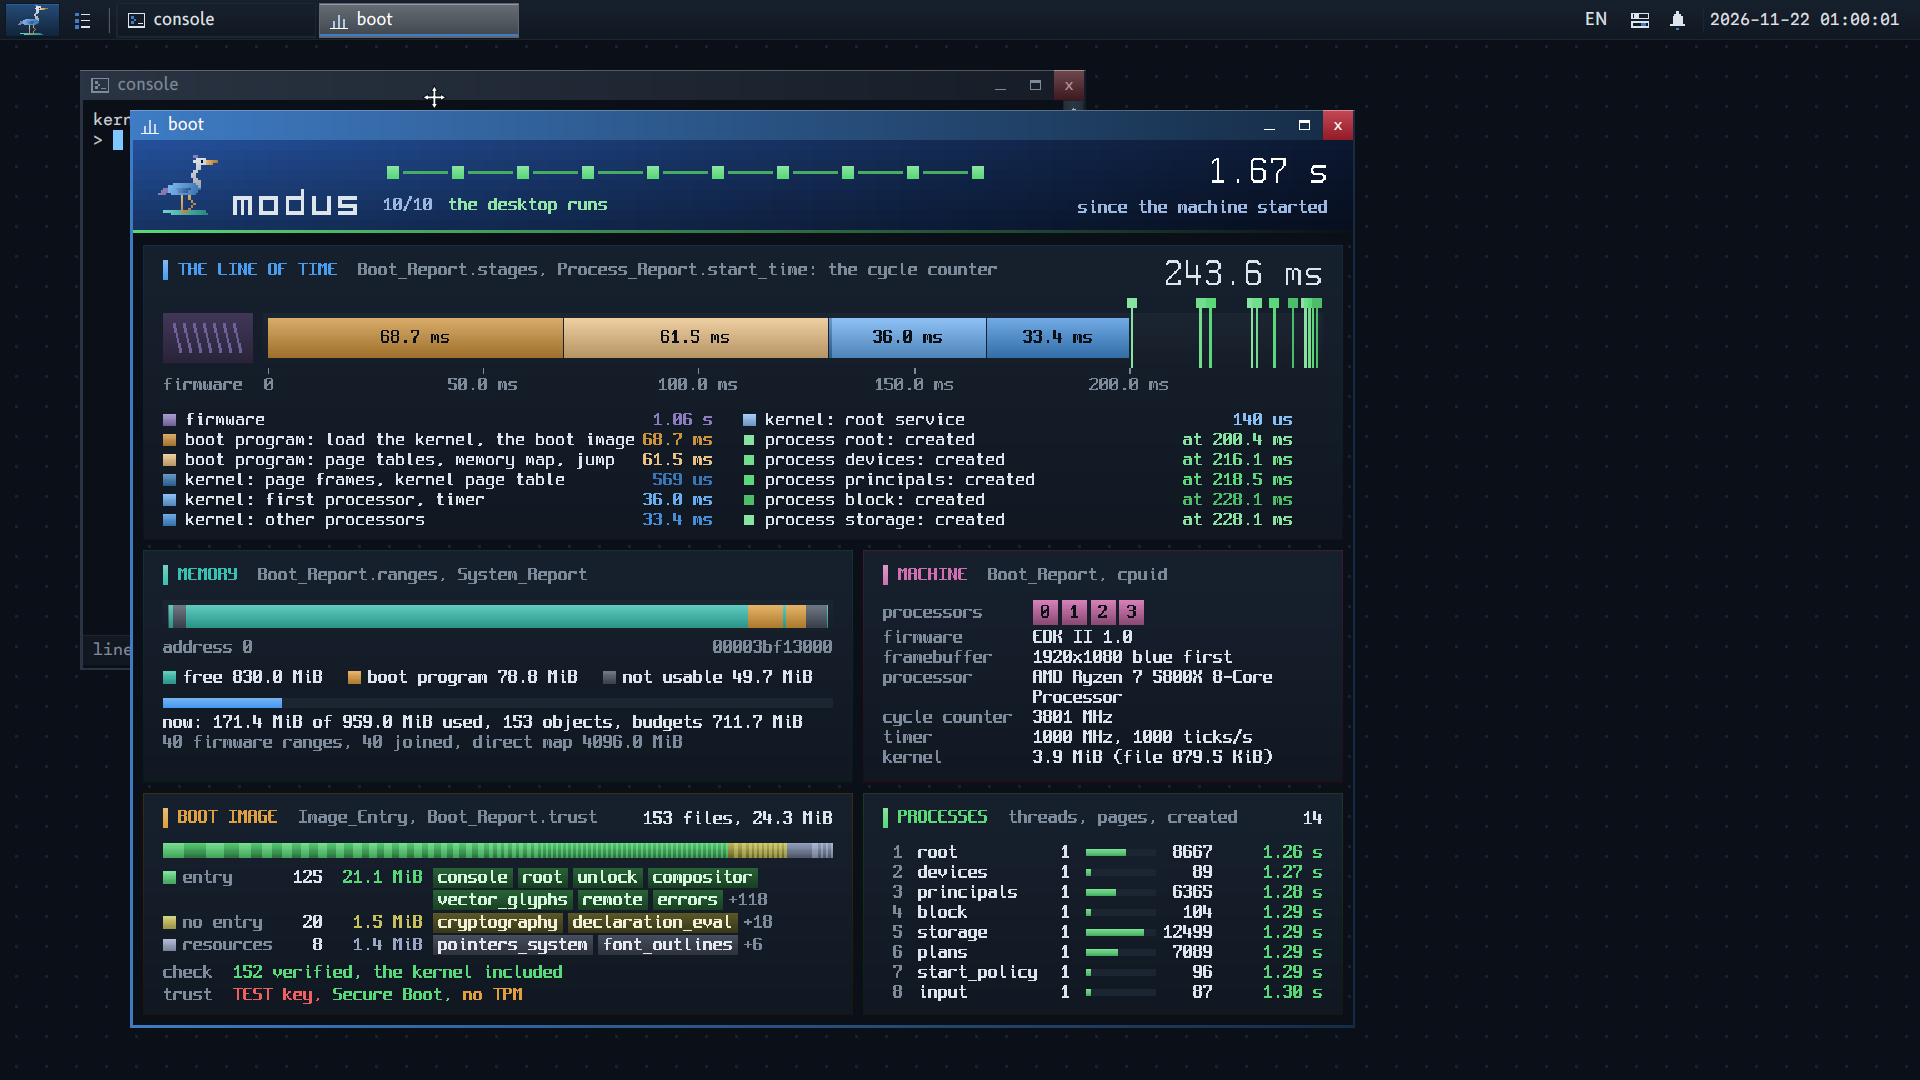 console
boot
EN
2026-11-22 01:00:01
console
x
kern
>
line
boot
x
modus
10/10 the desktop runs
1.67 s
since the machine started
THE LINE OF TIME Boot_Report.stages, Process_Report.start_time: the cycle counter
243.6 ms
68.7 ms 61.5 ms 36.0 ms 33.4 ms
firmware 0 50.0 ms 100.0 ms 150.0 ms 200.0 ms
firmware 1.06 s
boot program: load the kernel, the boot image 68.7 ms
boot program: page tables, memory map, jump 61.5 ms
kernel: page frames, kernel page table 569 us
kernel: first processor, timer 36.0 ms
kernel: other processors 33.4 ms
kernel: root service 140 us
process root: created at 200.4 ms
process devices: created at 216.1 ms
process principals: created at 218.5 ms
process block: created at 228.1 ms
process storage: created at 228.1 ms
MEMORY Boot_Report.ranges, System_Report
address 0 00003bf13000
free 830.0 MiB boot program 78.8 MiB not usable 49.7 MiB
now: 171.4 MiB of 959.0 MiB used, 153 objects, budgets 711.7 MiB
40 firmware ranges, 40 joined, direct map 4096.0 MiB
MACHINE Boot_Report, cpuid
processors 0 1 2 3
firmware EDK II 1.0
framebuffer 1920x1080 blue first
processor AMD Ryzen 7 5800X 8-Core
Processor
cycle counter 3801 MHz
timer 1000 MHz, 1000 ticks/s
kernel 3.9 MiB (file 879.5 KiB)
BOOT IMAGE Image_Entry, Boot_Report.trust 153 files, 24.3 MiB
entry 125 21.1 MiB console root unlock compositor
vector_glyphs remote errors +118
no entry 20 1.5 MiB cryptography declaration_eval +18
resources 8 1.4 MiB pointers_system font_outlines +6
check 152 verified, the kernel included
trust TEST key, Secure Boot, no TPM
PROCESSES threads, pages, created 14
1 root 1 8667 1.26 s
2 devices 1 89 1.27 s
3 principals 1 6365 1.28 s
4 block 1 104 1.29 s
5 storage 1 12499 1.29 s
6 plans 1 7089 1.29 s
7 start_policy 1 96 1.29 s
8 input 1 87 1.30 s